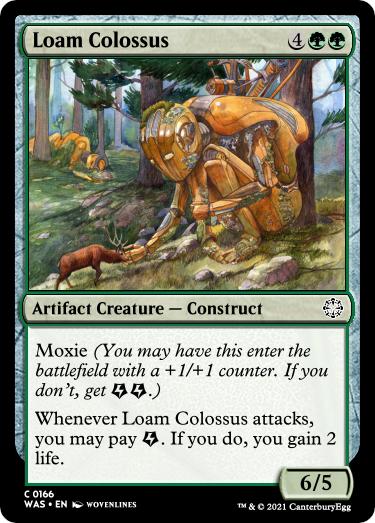 Loam Colossus 4
Artifact Creature — Construct
Moxie (You may have this enter the
battlefield with a +1/+1 counter. If you
don't, get .)
Whenever Loam Colossus attacks,
you may pay . If you do, you gain 2
life.
6/5
C 0166
WAS • EN WOVENLINES
™ & © 2021 CanterburyEgg